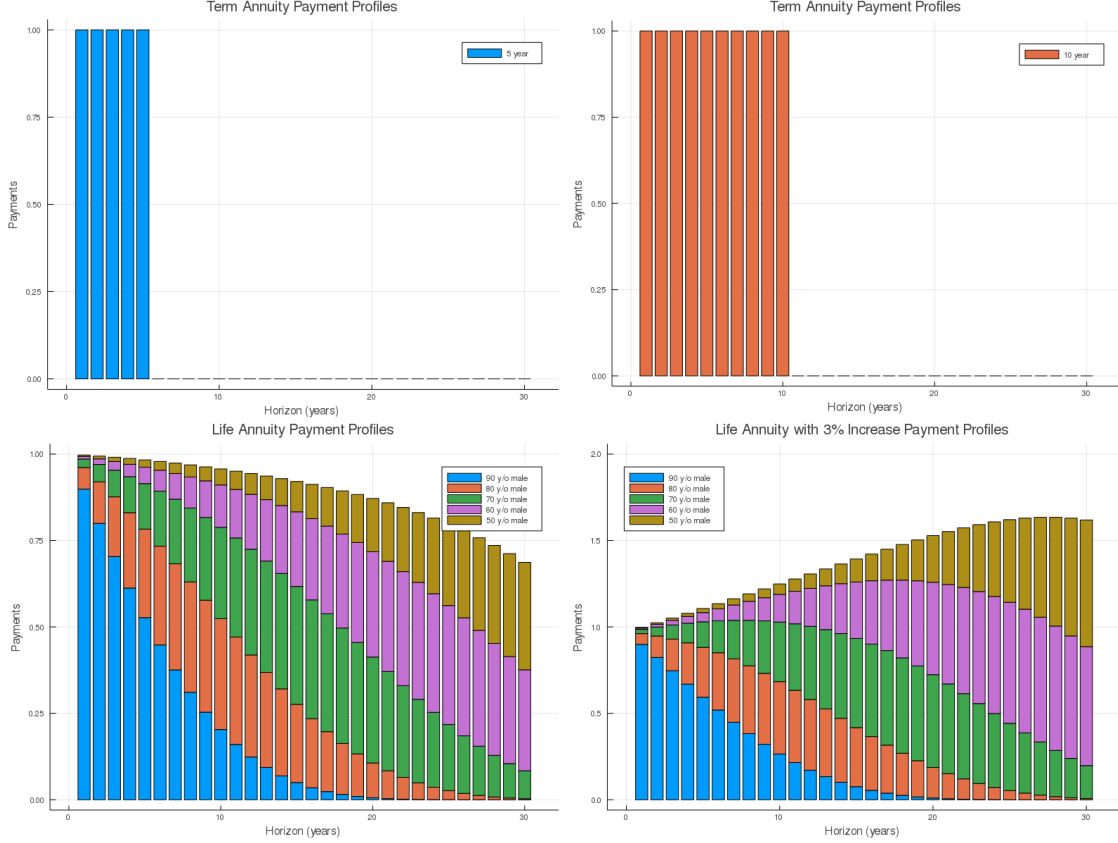 Term Annuity Payment Profiles
1.00
0.75
0.50
0.25
0.00
Payments
5 year
0
10
20
30
Horizon (years)
Term Annuity Payment Profiles
1.00
0.75
0.50
0.25
0.00
Payments
10 year
0
10
20
30
Horizon (years)
Life Annuity Payment Profiles
1.00
0.75
0.50
0.25
0.00
Payments
90 y/o male
80 y/o male
70 y/o male
60 y/o male
50 y/o male
0
10
20
30
Horizon (years)
Life Annuity with 3% Increase Payment Profiles
2.0
1.5
1.0
0.5
0.0
Payments
90 y/o male
80 y/o male
70 y/o male
60 y/o male
50 y/o male
0
10
20
30
Horizon (years)